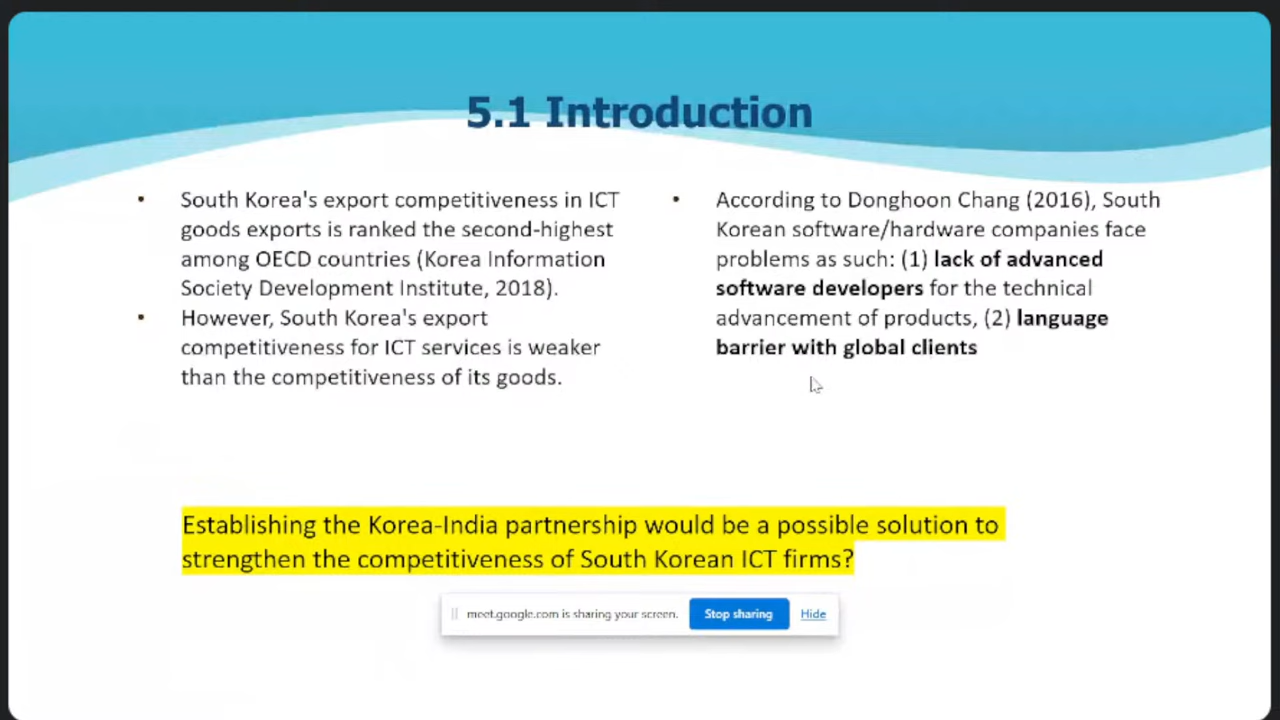 5.1 Introduction
• South Korea's export competitiveness in ICT
goods exports is ranked the second-highest
among OECD countries (Korea Information
Society Development Institute, 2018).
• However, South Korea's export
competitiveness for ICT services is weaker
than the competitiveness of its goods.
• According to Donghoon Chang (2016), South
Korean software/hardware companies face
problems as such: (1) lack of advanced
software developers for the technical
advancement of products, (2) language
barrier with global clients
Establishing the Korea-India partnership would be a possible solution to
strengthen the competitiveness of South Korean ICT firms?
meet.google.com is sharing your screen. Stop sharing Hide